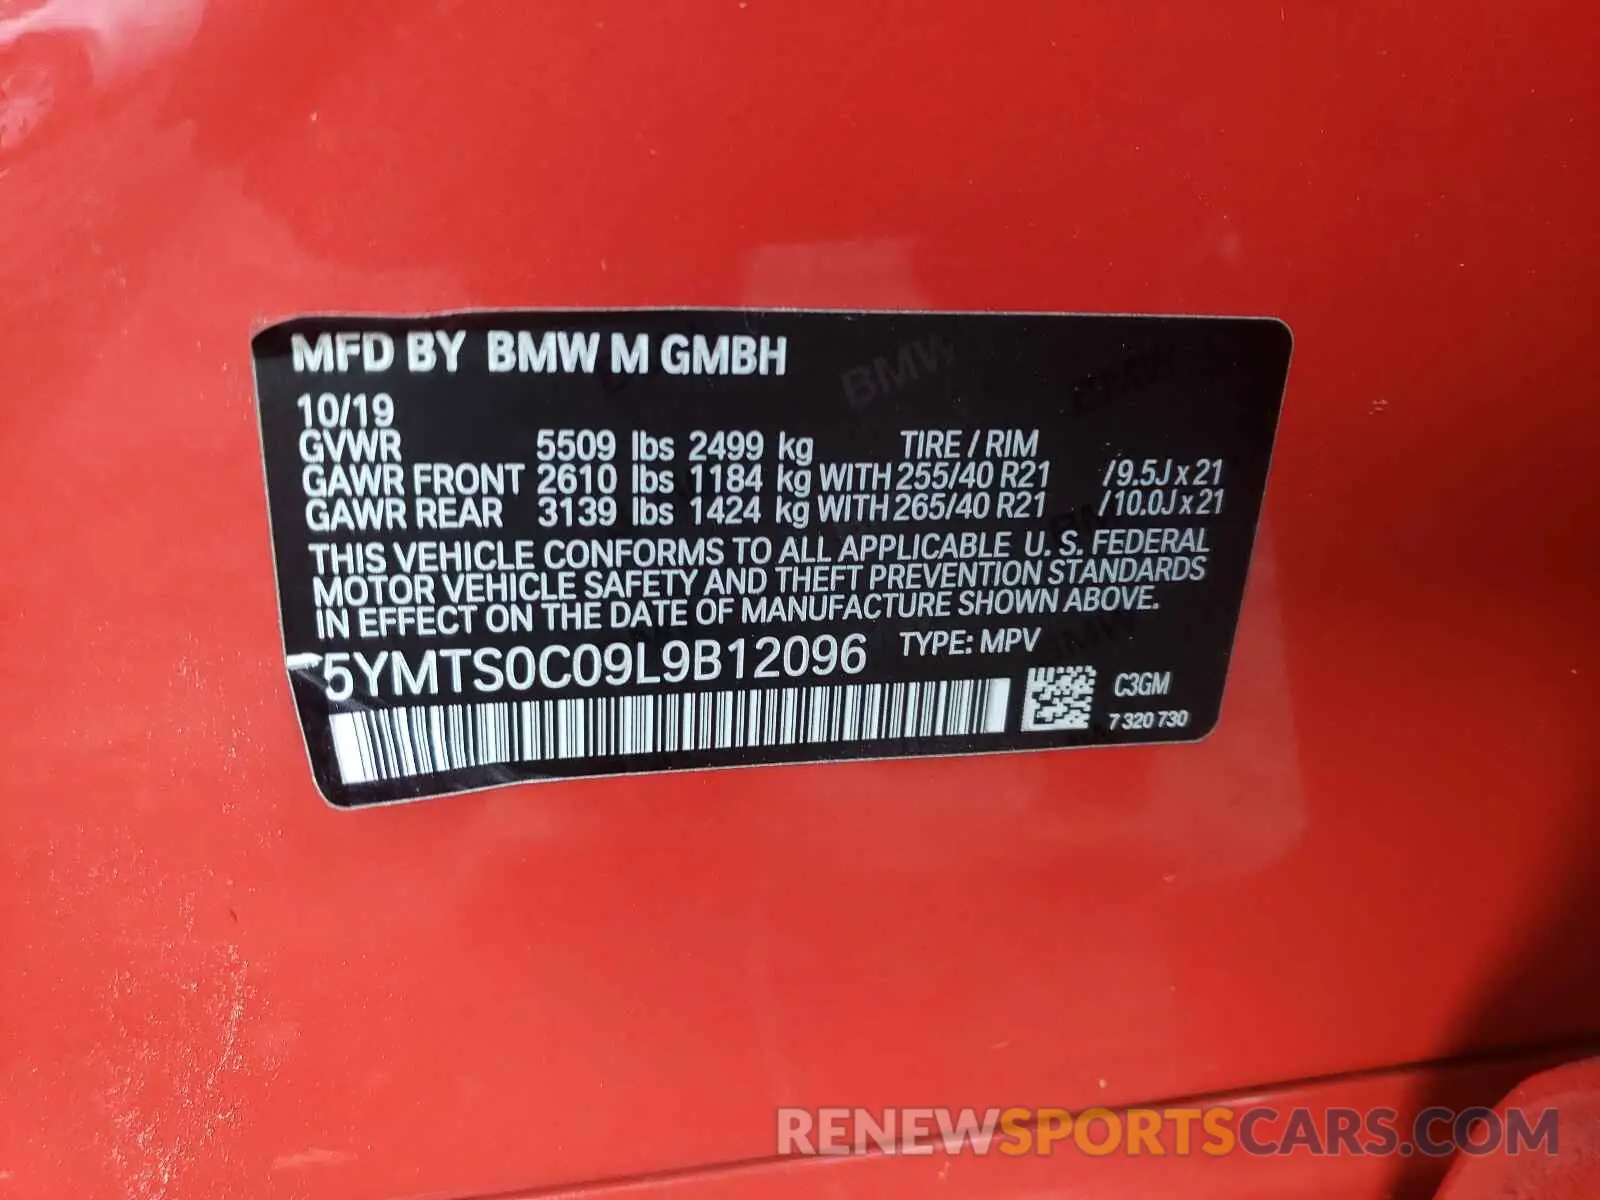 MFD BY BMW M GMBH
10/19
GVWR 5509 lbs 2499 kg TIRE / RIM
GAWR FRONT 2610 lbs 1184 kg WITH 255/40 R21 /9.5J x 21
GAWR REAR 3139 lbs 1424 kg WITH 265/40 R21 /10.0J x 21
THIS VEHICLE CONFORMS TO ALL APPLICABLE U. S. FEDERAL
MOTOR VEHICLE SAFETY AND THEFT PREVENTION STANDARDS
IN EFFECT ON THE DATE OF MANUFACTURE SHOWN ABOVE.
5YMTS0C09L9B12096 TYPE: MPV
C3GM
7 320 730
RENEWSPORTSCARS.COM